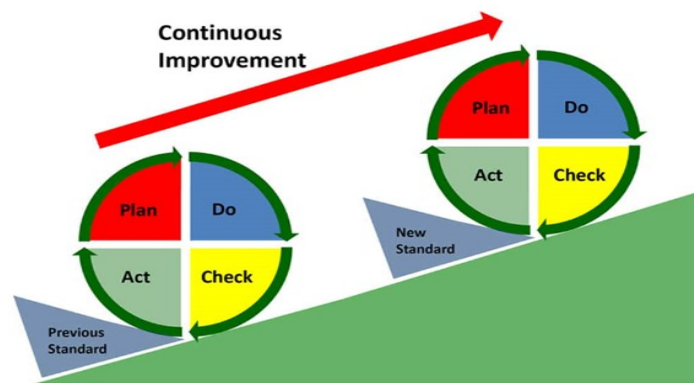 Continuous
Improvement
Plan
Do
Act
Check
Previous
Standard
Plan
Do
Act
Check
New
Standard